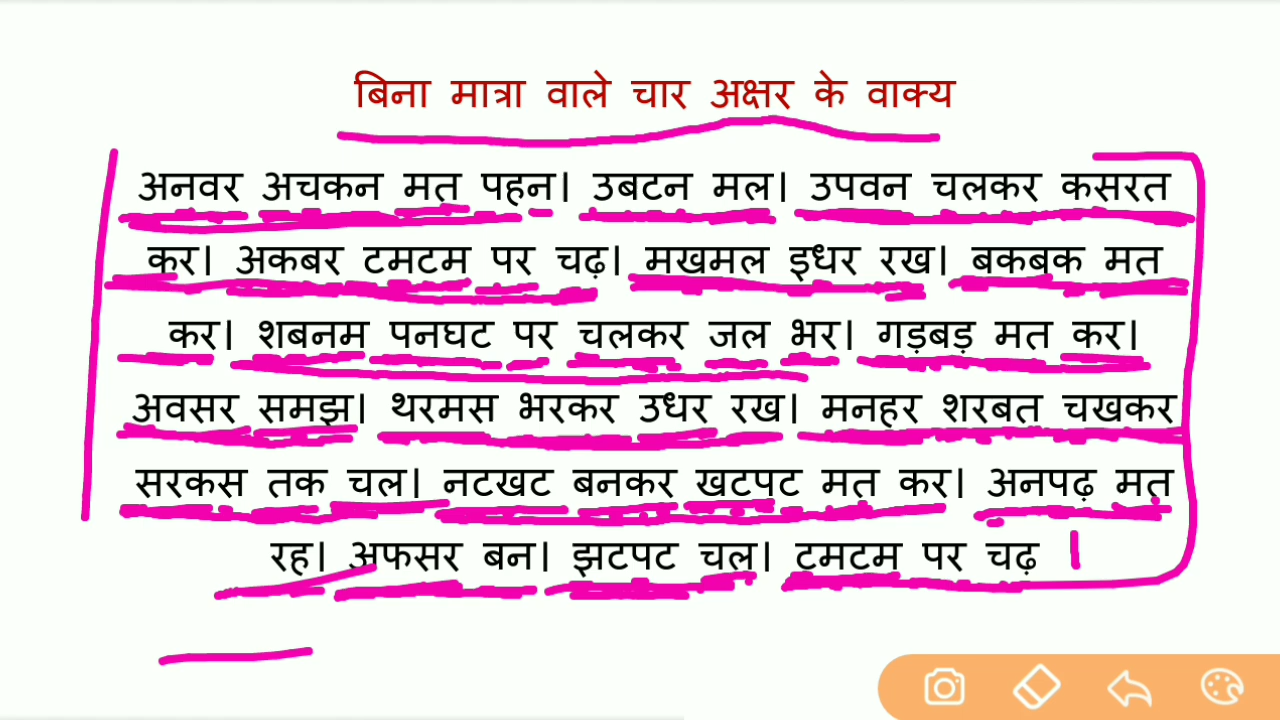 बिना मात्रा वाले चार अक्षर के वाक्य
अनवर अचकन मत पहन। उबटन मल। उपवन चलकर कसरत
कर। अकबर टमटम पर चढ़। मखमल इधर रख। बकबक मत
कर। शबनम पनघट पर चलकर जल भर। गड़बड़ मत कर।
अवसर समझ। थरमस भरकर उधर रख। मनहर शरबत चखकर
सरकस तक चल। नटखट बनकर खटपट मत कर। अनपढ़ मत
रह। अफसर बन। झटपट चल। टमटम पर चढ़ ।